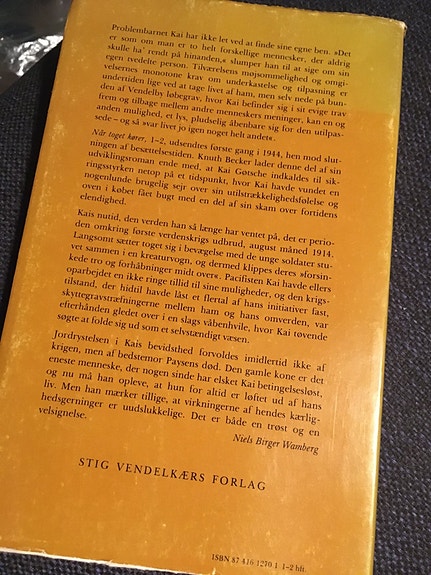 Problembarnet Kai har ikke let ved at finde sine egne ben. »Det
er som om man er to helt forskellige mennesker, der aldrig
skulle ha' rendt på hinanden,« slumper han til at sige om sin
egen tvedelte person. Tilværelsens møjsommelighed og omgi-
velsernes monotone krav om underkastelse og tilpasning er
undertiden lige ved at tage livet af ham, men selv nede på bun-
den af Vendelby løbegrav, hvor Kai befinder sig i sit evige trav
frem og tilbage mellem andre menneskers meninger, kan en og
anden mulighed, et lys, pludselig åbenbare sig for den utilpas-
sede – og så »var livet jo igen noget helt andet«.
Når toget kører, 1-2, udsendtes første gang i 1944, hen mod slut-
ningen af besættelsestiden. Knuth Becker lader denne del af sin
udviklingsroman ende med, at Kai Gøtsche indkaldes til sik-
ringsstyrken netop på et tidspunkt, hvor Kai havde vundet en
nogenlunde brugelig sejr over sin utilstrækkelighedsfølelse og
oven i købet fået bugt med en del af sin skam over fortidens
elendighed.
Kais nutid, den verden han så længe har ventet på, det er perio-
den omkring første verdenskrigs udbrud, august måned 1914.
Langsomt sætter toget sig i bevægelse med de unge soldater stu-
vet sammen i en kreaturvogn, og dermed klippes deres »forsin-
kede tro og forhåbninger midt over«. Pacifisten Kai havde ellers
oparbejdet en ikke ringe tillid til sine muligheder, og den krigs-
tilstand, der hidtil havde låst et flertal af hans initiativer fast,
skyttegravstræfningerne mellem ham og hans omverden, var
efterhånden gledet over i en slags våbenhvile, hvor Kai tøvende
søgte at folde sig ud som et selvstændigt væsen.
Jordrystelsen i Kais bevidsthed forvoldes imidlertid ikke af
krigen, men af bedstemor Paysens død. Den gamle kone er det
eneste menneske, der nogen sinde har elsket Kai betingelsesløst,
og nu må han opleve, at hun for altid er løftet ud af hans
liv. Men han mærker tillige, at virkningerne af hendes kærlig-
hedsgerninger er uudslukkelige. Det er både en trøst og en
velsignelse.
Niels Birger Wamberg
STIG VENDELKÆRS FORLAG
ISBN 87 416 1270 1 1-2 hft.